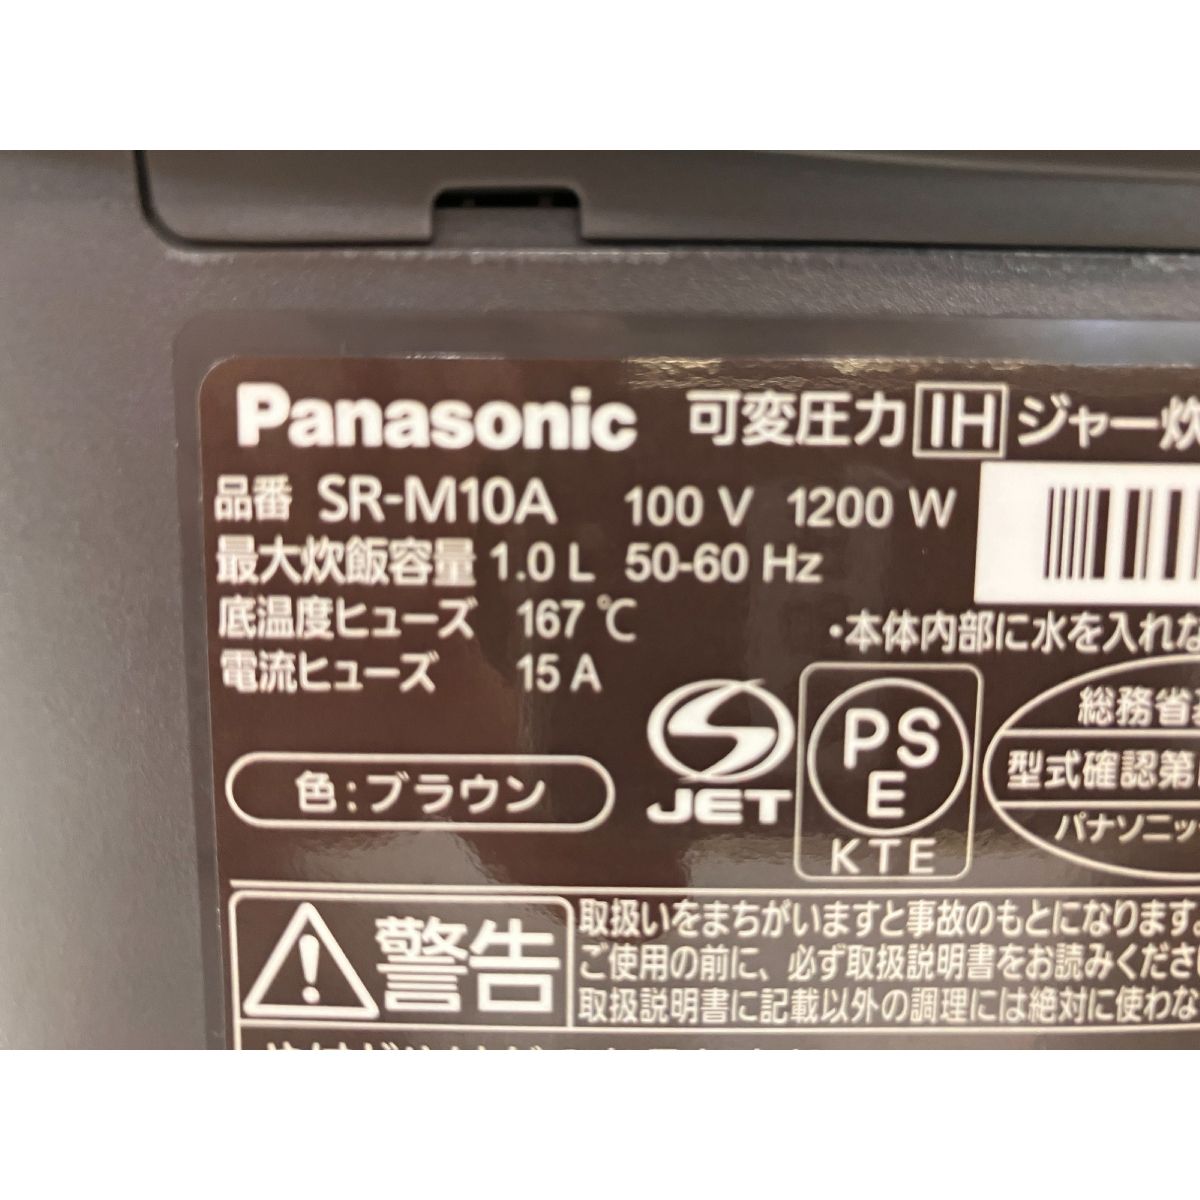 Panasonic 可変圧力 IH ジャー炊
品番 SR-M10A 100 V 1200 W
最大炊飯容量 1.0 L 50-60 Hz
底温度ヒューズ 167 ℃
電流ヒューズ 15 A
・本体内部に水を入れな
色:ブラウン
S JET
PS
E
KTE
総務省
型式確認第
パナソニッ
警告
取扱いをまちがいますと事故のもとになります。
ご使用の前に、必ず取扱説明書をお読みくださ
取扱説明書に記載以外の調理には絶対に使わな